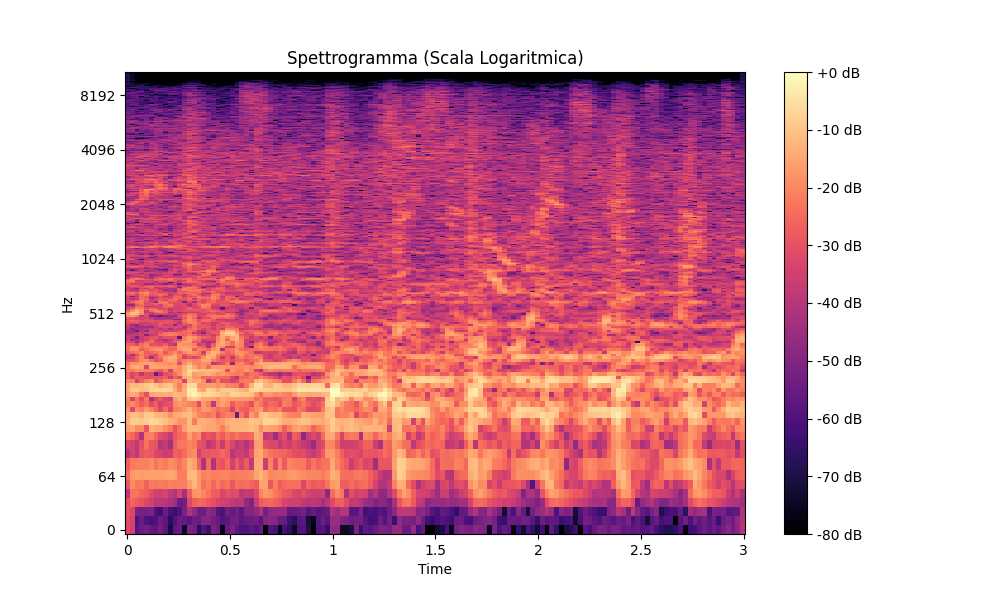 Spettrogramma (Scala Logaritmica)
8192
4096
2048
1024
512
256
128
64
0
Hz
0
0.5
1
1.5
2
2.5
3
Time
+0 dB
-10 dB
-20 dB
-30 dB
-40 dB
-50 dB
-60 dB
-70 dB
-80 dB